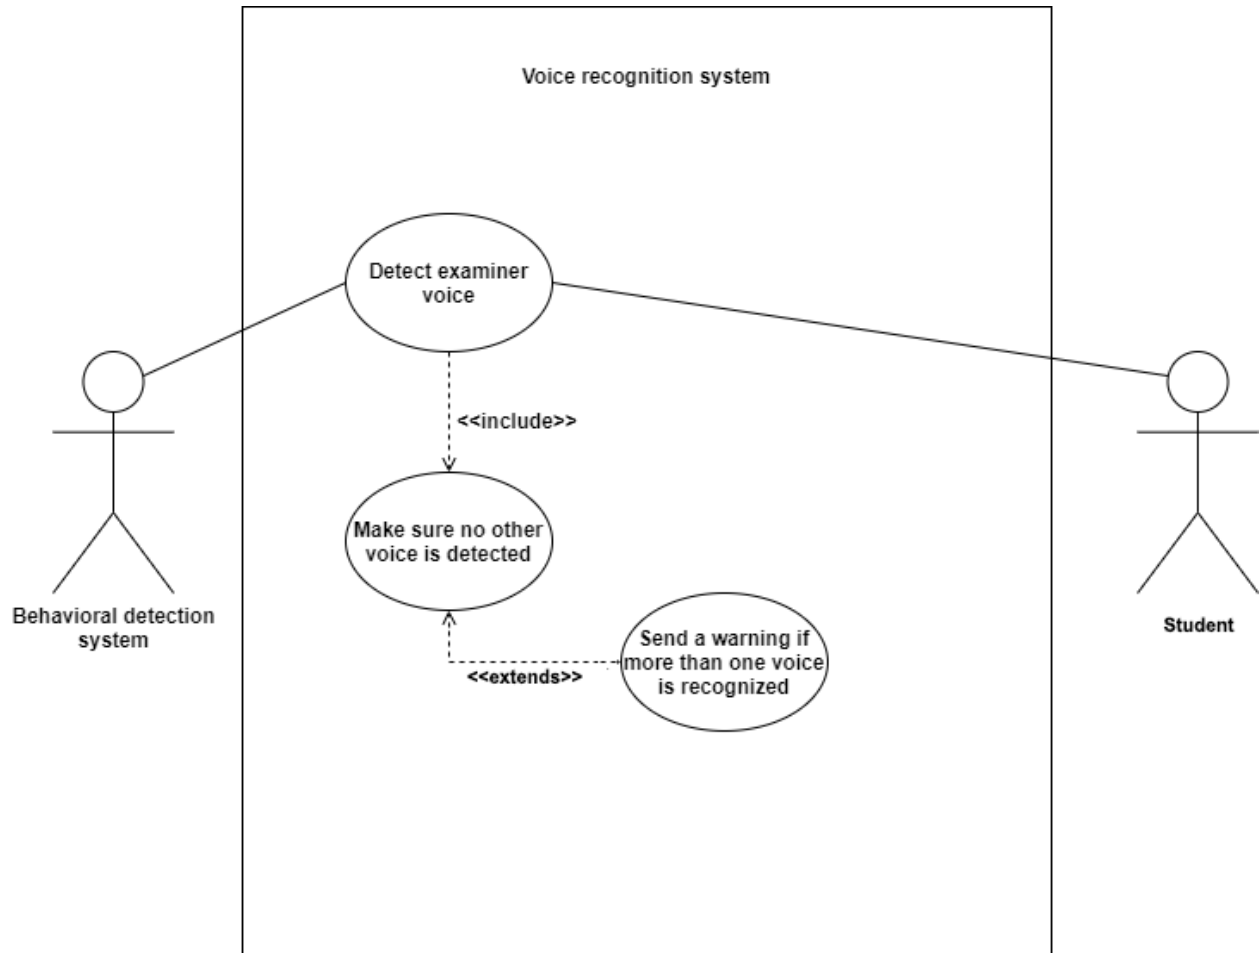 Voice recognition system
Detect examiner
voice
<<include>>
Make sure no other
voice is detected
Send a warning if
more than one voice
is recognized
<<extends>>
Behavioral detection
system
Student